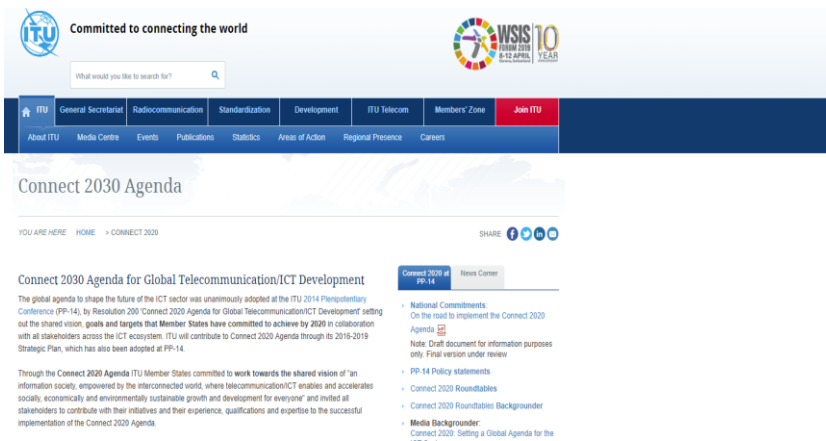 ITU
Committed to connecting the world
WSIS
FORUM 2019
8-12 APRIL
10
YEAR
What would you like to search for?
ITU General Secretariat Radiocommunication Standardization Development ITU Telecom Members' Zone Join ITU
About ITU Media Centre Events Publications Statistics Areas of Action Regional Presence Careers
Connect 2030 Agenda
YOU ARE HERE HOME > CONNECT 2020
SHARE
Connect 2030 Agenda for Global Telecommunication/ICT Development
The global agenda to shape the future of the ICT sector was unanimously adopted at the ITU 2014 Plenipotentiary
Conference (PP-14), by Resolution 200 'Connect 2020 Agenda for Global Telecommunication/ICT Development' setting
out the shared vision, goals and targets that Member States have committed to achieve by 2020 in collaboration
with all stakeholders across the ICT ecosystem. ITU will contribute to Connect 2020 Agenda through its 2016-2019
Strategic Plan, which has also been adopted at PP-14.
Through the Connect 2020 Agenda ITU Member States committed to work towards the shared vision of "an
information society, empowered by the interconnected world, where telecommunication/ICT enables and accelerates
socially, economically and environmentally sustainable growth and development for everyone" and invited all
stakeholders to contribute with their initiatives and their experience, qualifications and expertise to the successful
implementation of the Connect 2020 Agenda.
Connect 2020 at
PP-14
News Corner
National Commitments:
On the road to implement the Connect 2020
Agenda
Note: Draft document for information purposes
only. Final version under review
PP-14 Policy statements
Connect 2020 Roundtables
Connect 2020 Roundtables Backgrounder
Media Backgrounder:
Connect 2020: Setting a Global Agenda for the